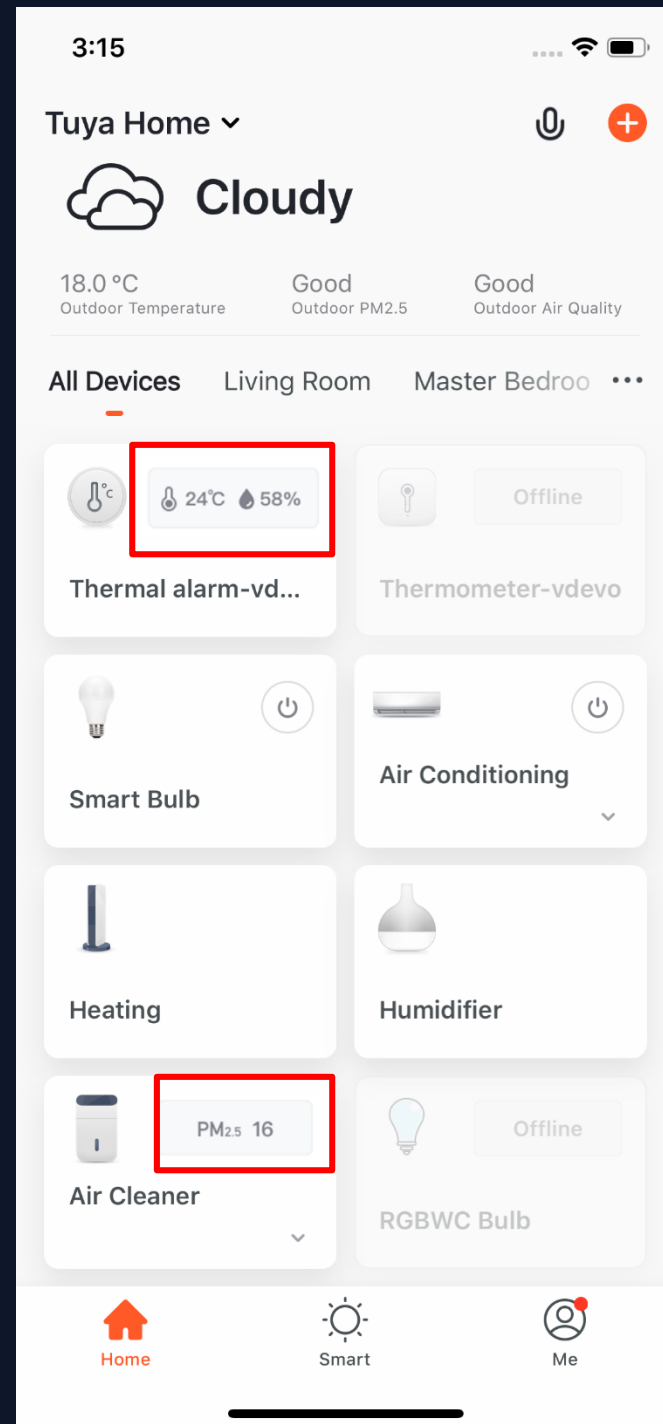 3:15
Tuya Home
Cloudy
18.0 °C Good Good
Outdoor Temperature Outdoor PM2.5 Outdoor Air Quality
All Devices Living Room Master Bedroo ...
°C 24℃ 58% Offline
Thermal alarm-vd... Thermometer-vdevo
Smart Bulb Air Conditioning
Heating Humidifier
PM2.5 16 Offline
Air Cleaner RGBWC Bulb
Home Smart Me